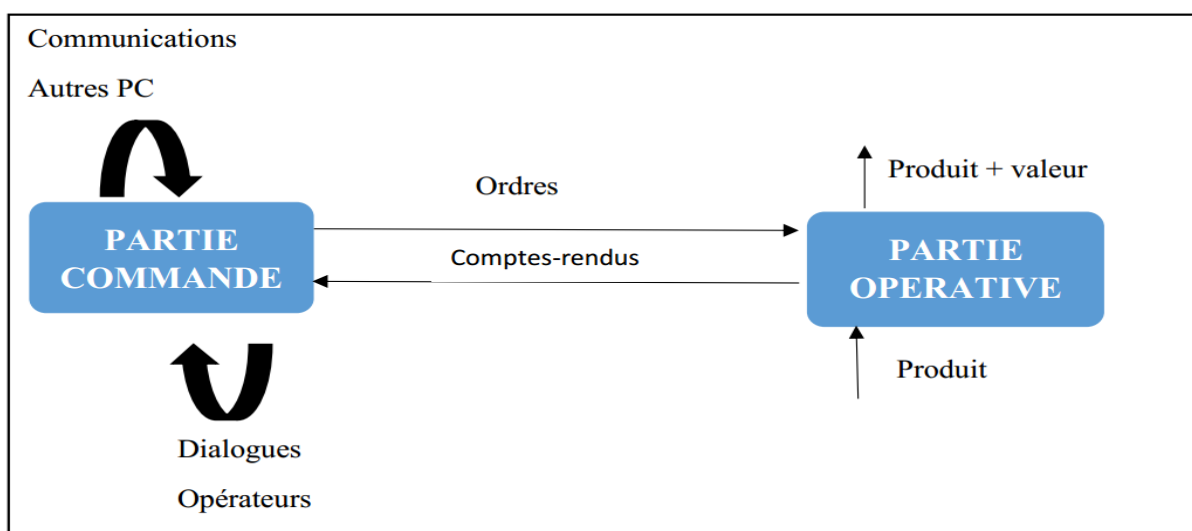 Communications
Autres PC
Ordres
Produit + valeur
PARTIE
COMMANDE
Comptes-rendus
PARTIE
OPERATIVE
Produit
Dialogues
Opérateurs